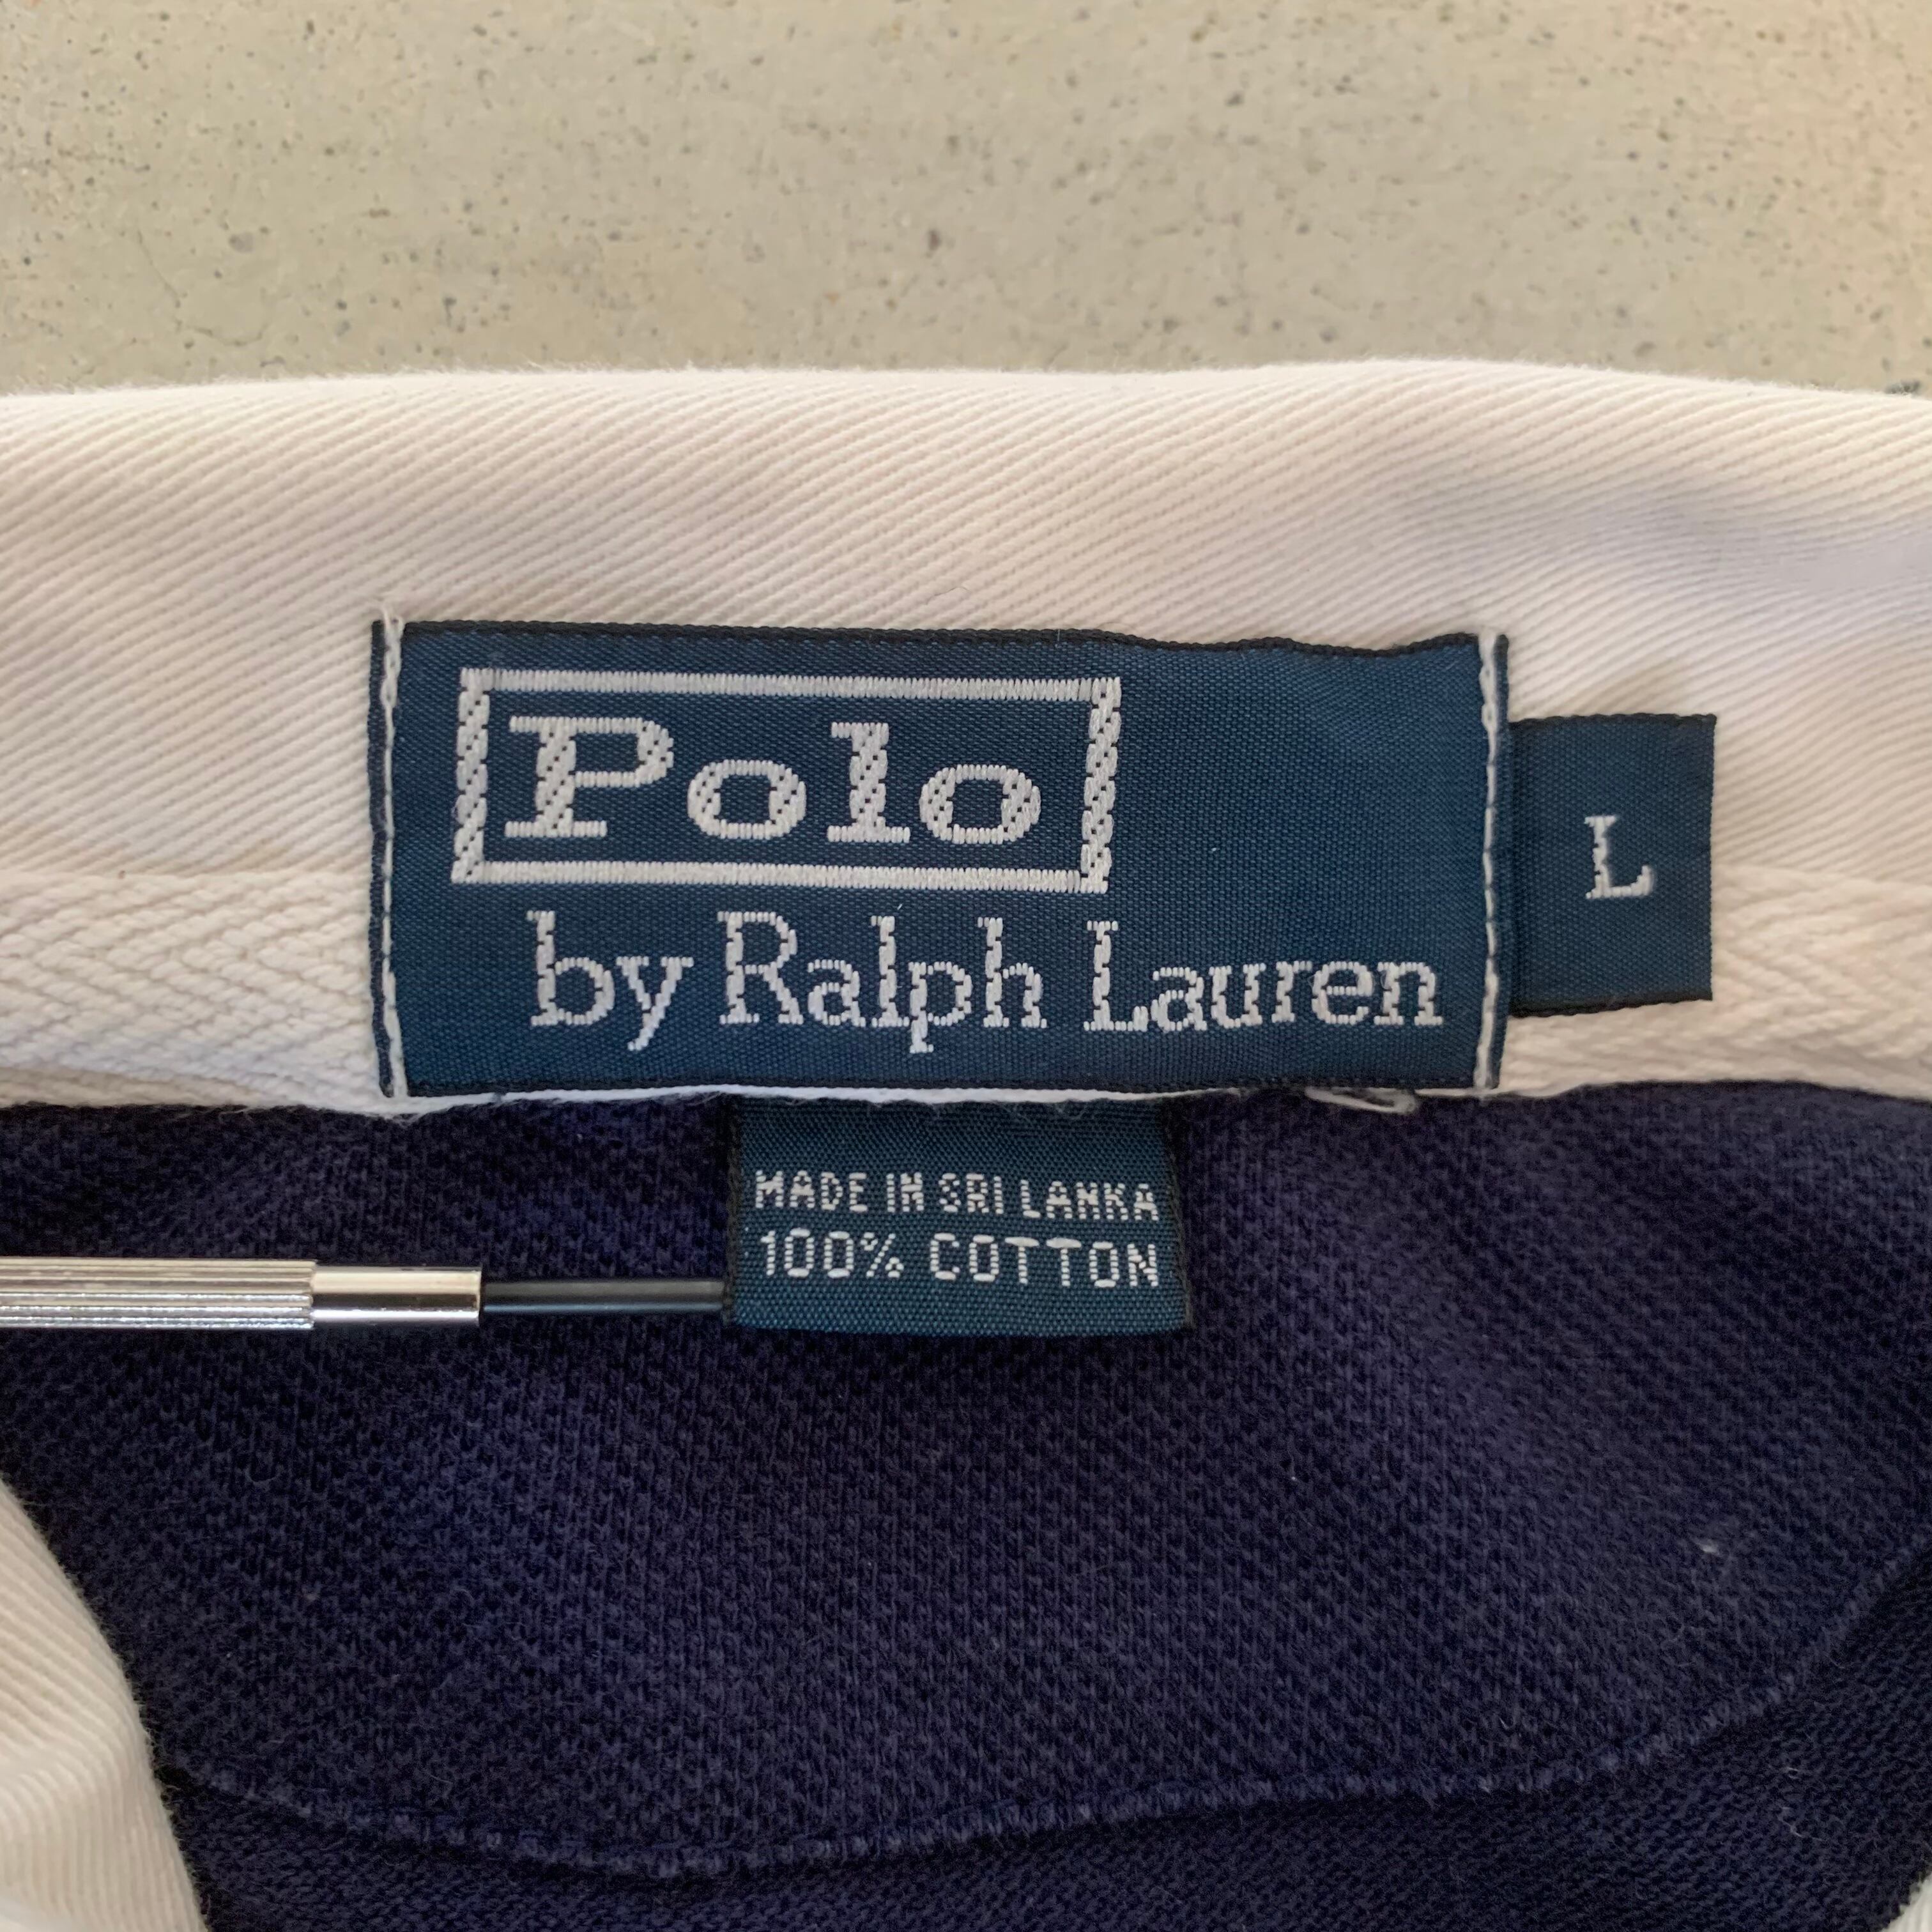 Polo
by Ralph Lauren
L
MADE IN SRI LANKA
100% COTTON